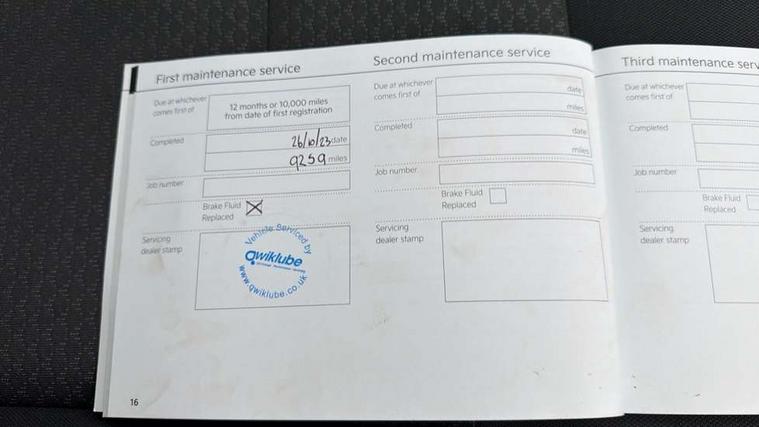 First maintenance service
Due at whichever
comes first of
12 months or 10,000 miles
from date of first registration
Completed
26/10/23 date
9259 miles
Job number
Brake Fluid
Replaced
Servicing
dealer stamp
Vehicle Serviced by
Qwiklube
www.qwiklube.co.uk
16
Second maintenance service
Due at whichever
comes first of
date
miles
Completed
date
miles
Job number
Brake Fluid
Replaced
Servicing
dealer stamp
Third maintenance serv
Due at whichever
comes first of
Completed
Job number
Brake Fluid
Replaced
Servicing
dealer stamp